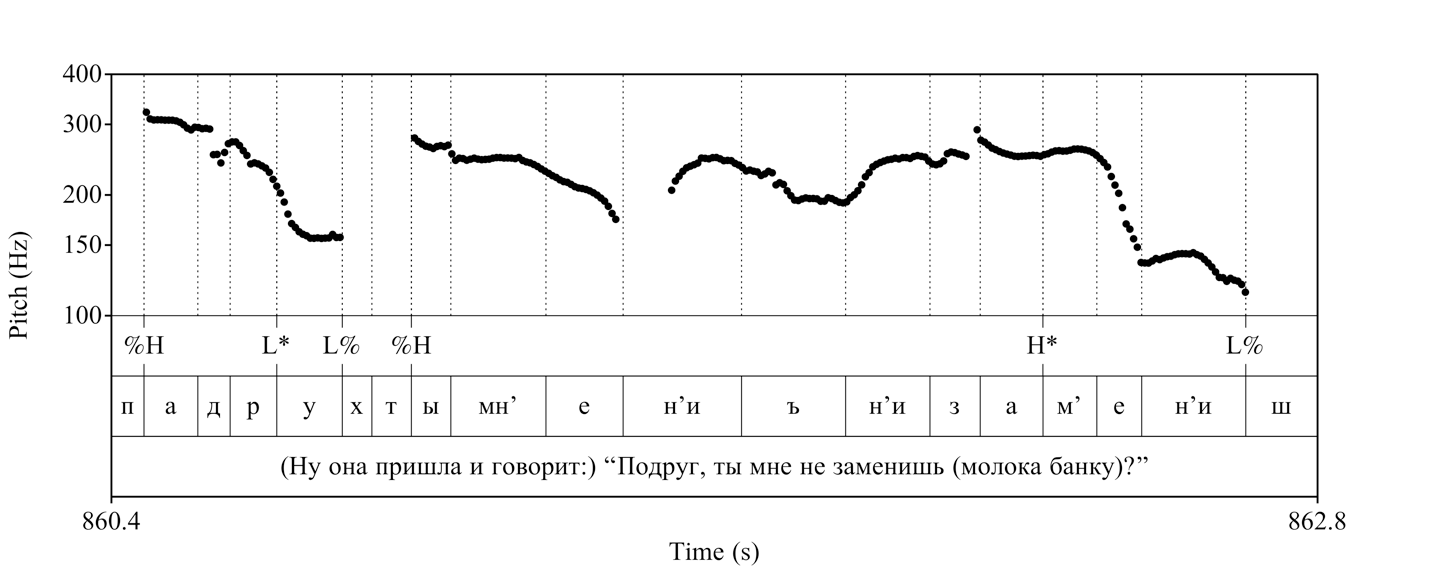 400
300
200
150
100
Pitch (Hz)
%H L* L% %H H* L%
п а д р у х т ы мн’ е н’и ъ н’и з а м’ е н’и ш
(Ну она пришла и говорит:) “Подруг, ты мне не заменишь (молока банку)?”
860.4 862.8
Time (s)